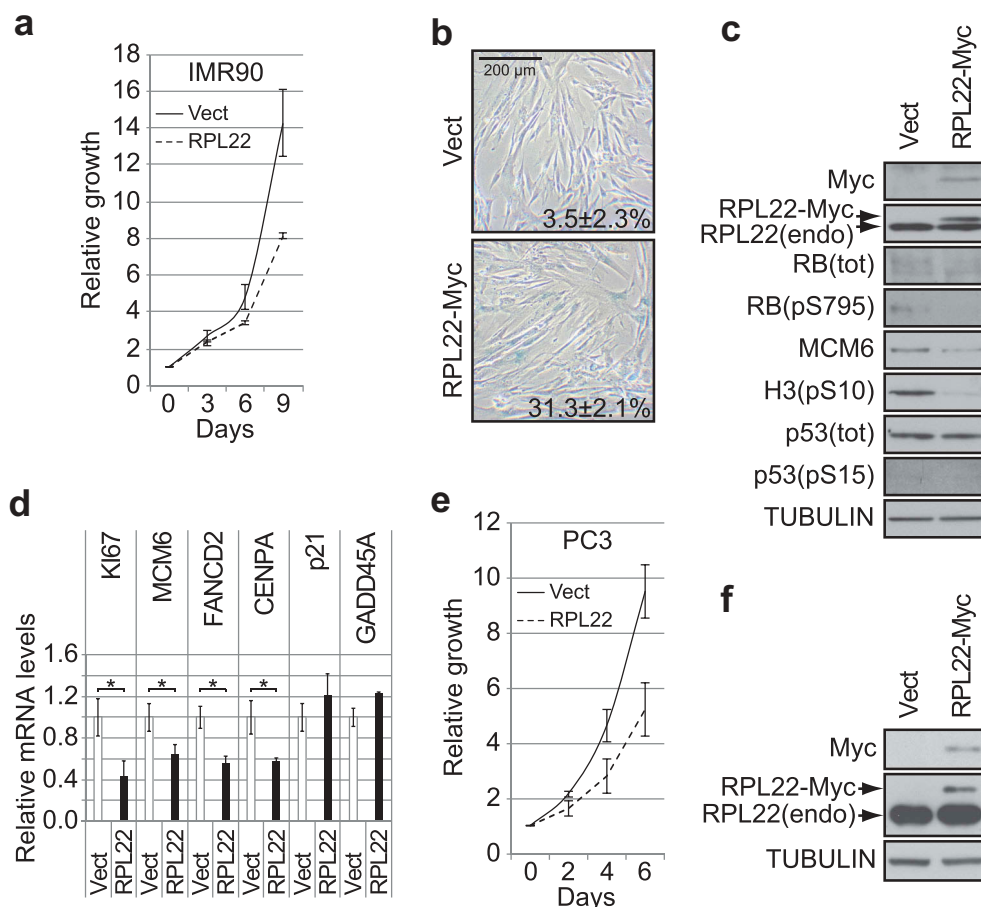 a
IMR90
Vect
RPL22
Relative growth
18
16
14
12
10
8
6
4
2
0
0 3 6 9
Days
b
200 µm
Vect
3.5±2.3%
RPL22-Myc
31.3±2.1%
c
Vect
RPL22-Myc
Myc
RPL22-Myc
RPL22(endo)
RB(tot)
RB(pS795)
MCM6
H3(pS10)
p53(tot)
p53(pS15)
TUBULIN
d
KI67
MCM6
FANCD2
CENPA
p21
GADD45A
Relative mRNA levels
1.6
1.2
0.8
0.4
0.0
* * * *
Vect
RPL22
Vect
RPL22
Vect
RPL22
Vect
RPL22
Vect
RPL22
Vect
RPL22
e
PC3
Vect
RPL22
Relative growth
12
10
8
6
4
2
0
0 2 4 6
Days
f
Vect
RPL22-Myc
Myc
RPL22-Myc
RPL22(endo)
TUBULIN